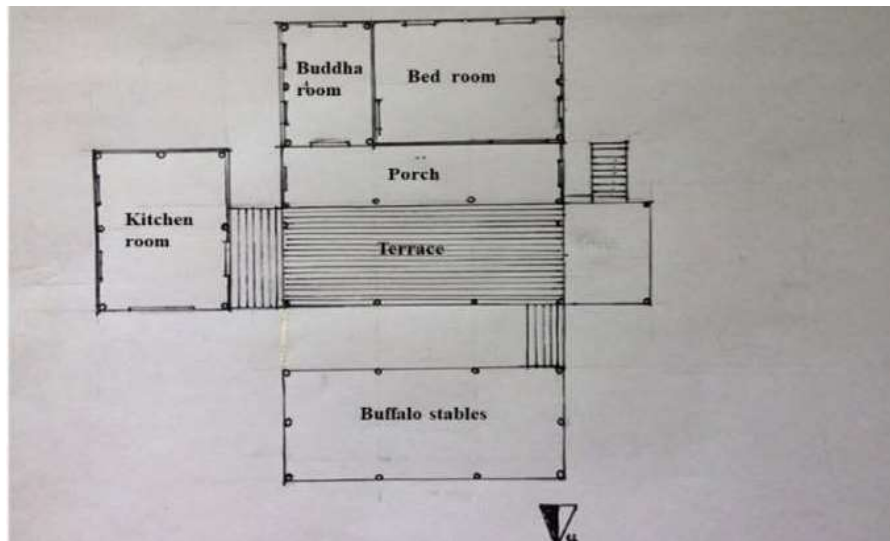 Buddha
room
Bed room
Porch
Kitchen
room
Terrace
Buffalo stables